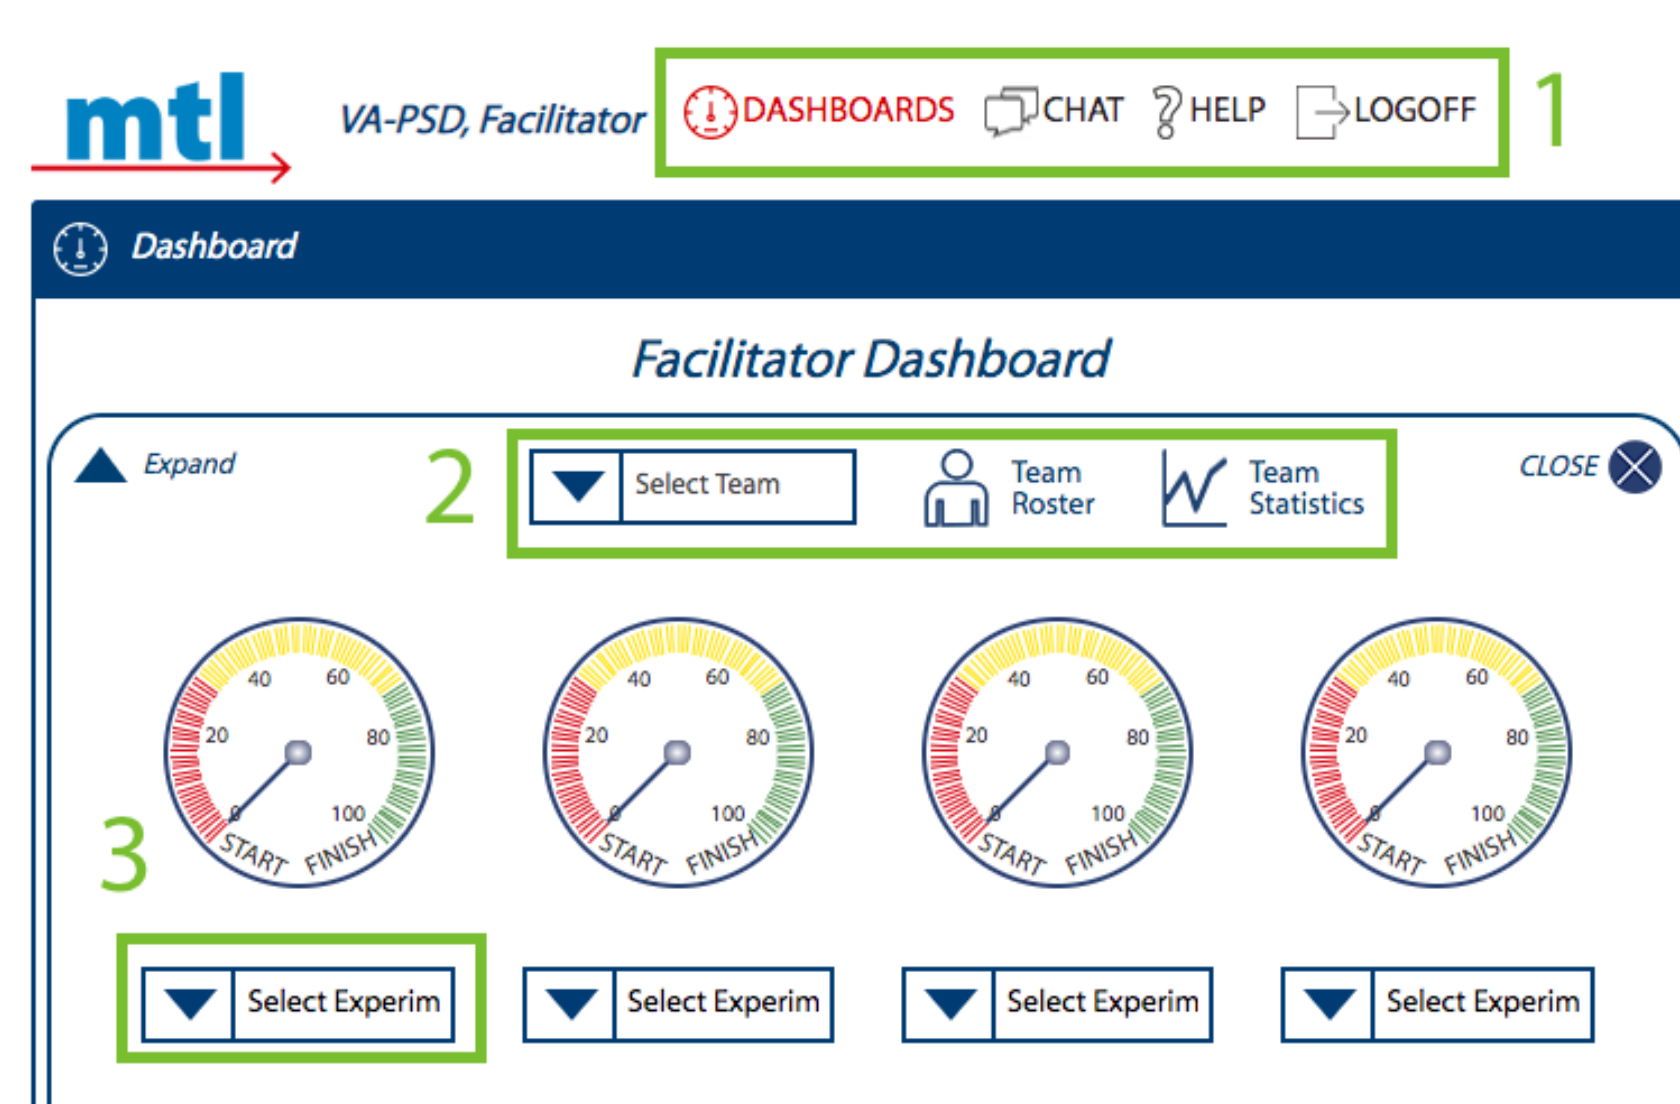 mtl
VA-PSD, Facilitator
DASHBOARDS CHAT HELP LOGOFF
1
Dashboard
Facilitator Dashboard
Expand
2
Select Team
Team
Roster
Team
Statistics
CLOSE
40 60
20 80
0 100
START FINISH
40 60
20 80
0 100
START FINISH
40 60
20 80
0 100
START FINISH
40 60
20 80
0 100
START FINISH
3
Select Experim
Select Experim
Select Experim
Select Experim